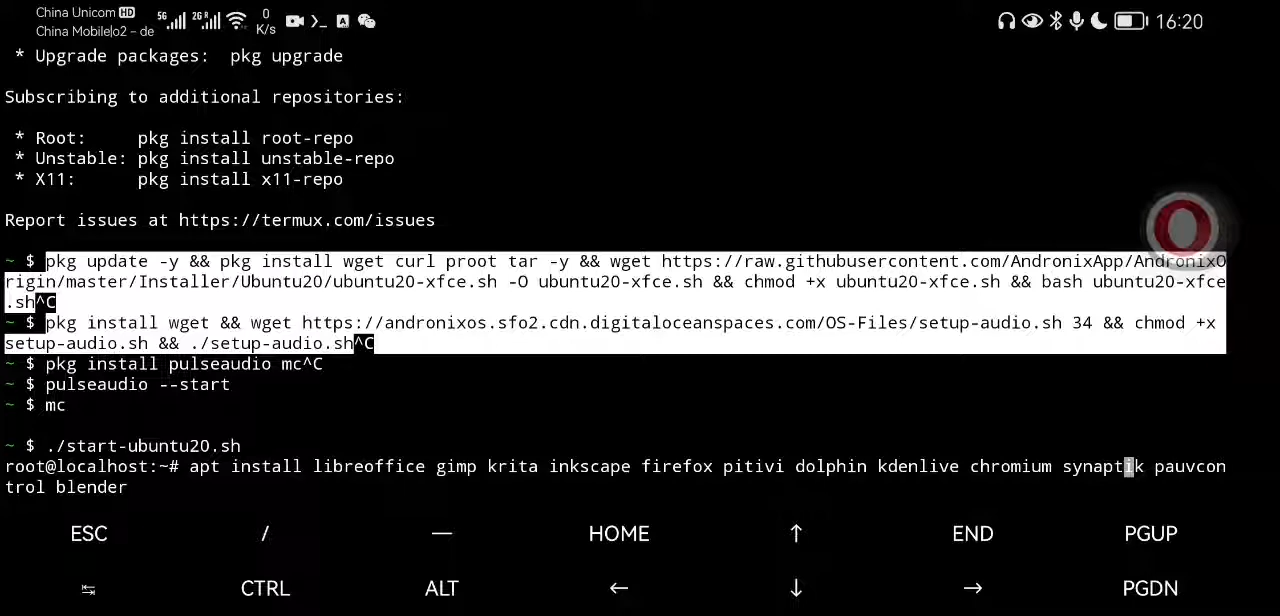 China Unicom HD
China Mobile|o2 – de
5G 2G R 0 K/s 16:20
* Upgrade packages:  pkg upgrade
Subscribing to additional repositories:
* Root:     pkg install root-repo
* Unstable: pkg install unstable-repo
* X11:      pkg install x11-repo
Report issues at https://termux.com/issues
~ $ pkg update -y && pkg install wget curl proot tar -y && wget https://raw.githubusercontent.com/AndronixApp/AndronixO
rigin/master/Installer/Ubuntu20/ubuntu20-xfce.sh -O ubuntu20-xfce.sh && chmod +x ubuntu20-xfce.sh && bash ubuntu20-xfce
.sh^C
~ $ pkg install wget && wget https://andronixos.sfo2.cdn.digitaloceanspaces.com/OS-Files/setup-audio.sh 34 && chmod +x
setup-audio.sh && ./setup-audio.sh^C
~ $ pkg install pulseaudio mc^C
~ $ pulseaudio --start
~ $ mc
~ $ ./start-ubuntu20.sh
root@localhost:~# apt install libreoffice gimp krita inkscape firefox pitivi dolphin kdenlive chromium synaptik pauvcon
trol blender
ESC / — HOME ↑ END PGUP
↹ CTRL ALT ← ↓ → PGDN